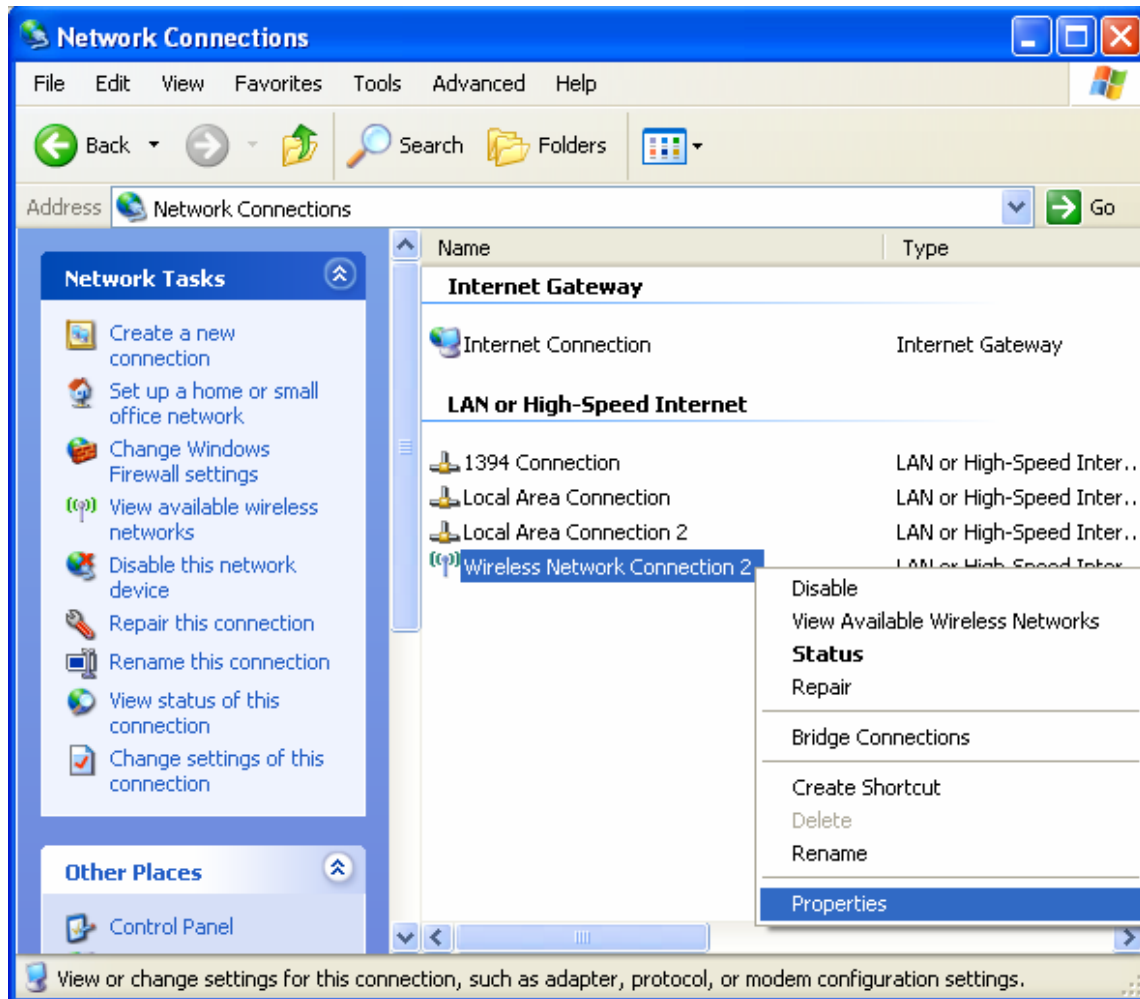 Network Connections
File Edit View Favorites Tools Advanced Help
Back Search Folders
Address Network Connections Go
Network Tasks
Create a new
connection
Set up a home or small
office network
Change Windows
Firewall settings
View available wireless
networks
Disable this network
device
Repair this connection
Rename this connection
View status of this
connection
Change settings of this
connection
Other Places
Control Panel
Name Type
Internet Gateway
Internet Connection Internet Gateway
LAN or High-Speed Internet
1394 Connection LAN or High-Speed Inter..
Local Area Connection LAN or High-Speed Inter..
Local Area Connection 2 LAN or High-Speed Inter..
Wireless Network Connection 2 LAN or High-Speed Inter
Disable
View Available Wireless Networks
Status
Repair
Bridge Connections
Create Shortcut
Delete
Rename
Properties
View or change settings for this connection, such as adapter, protocol, or modem configuration settings.